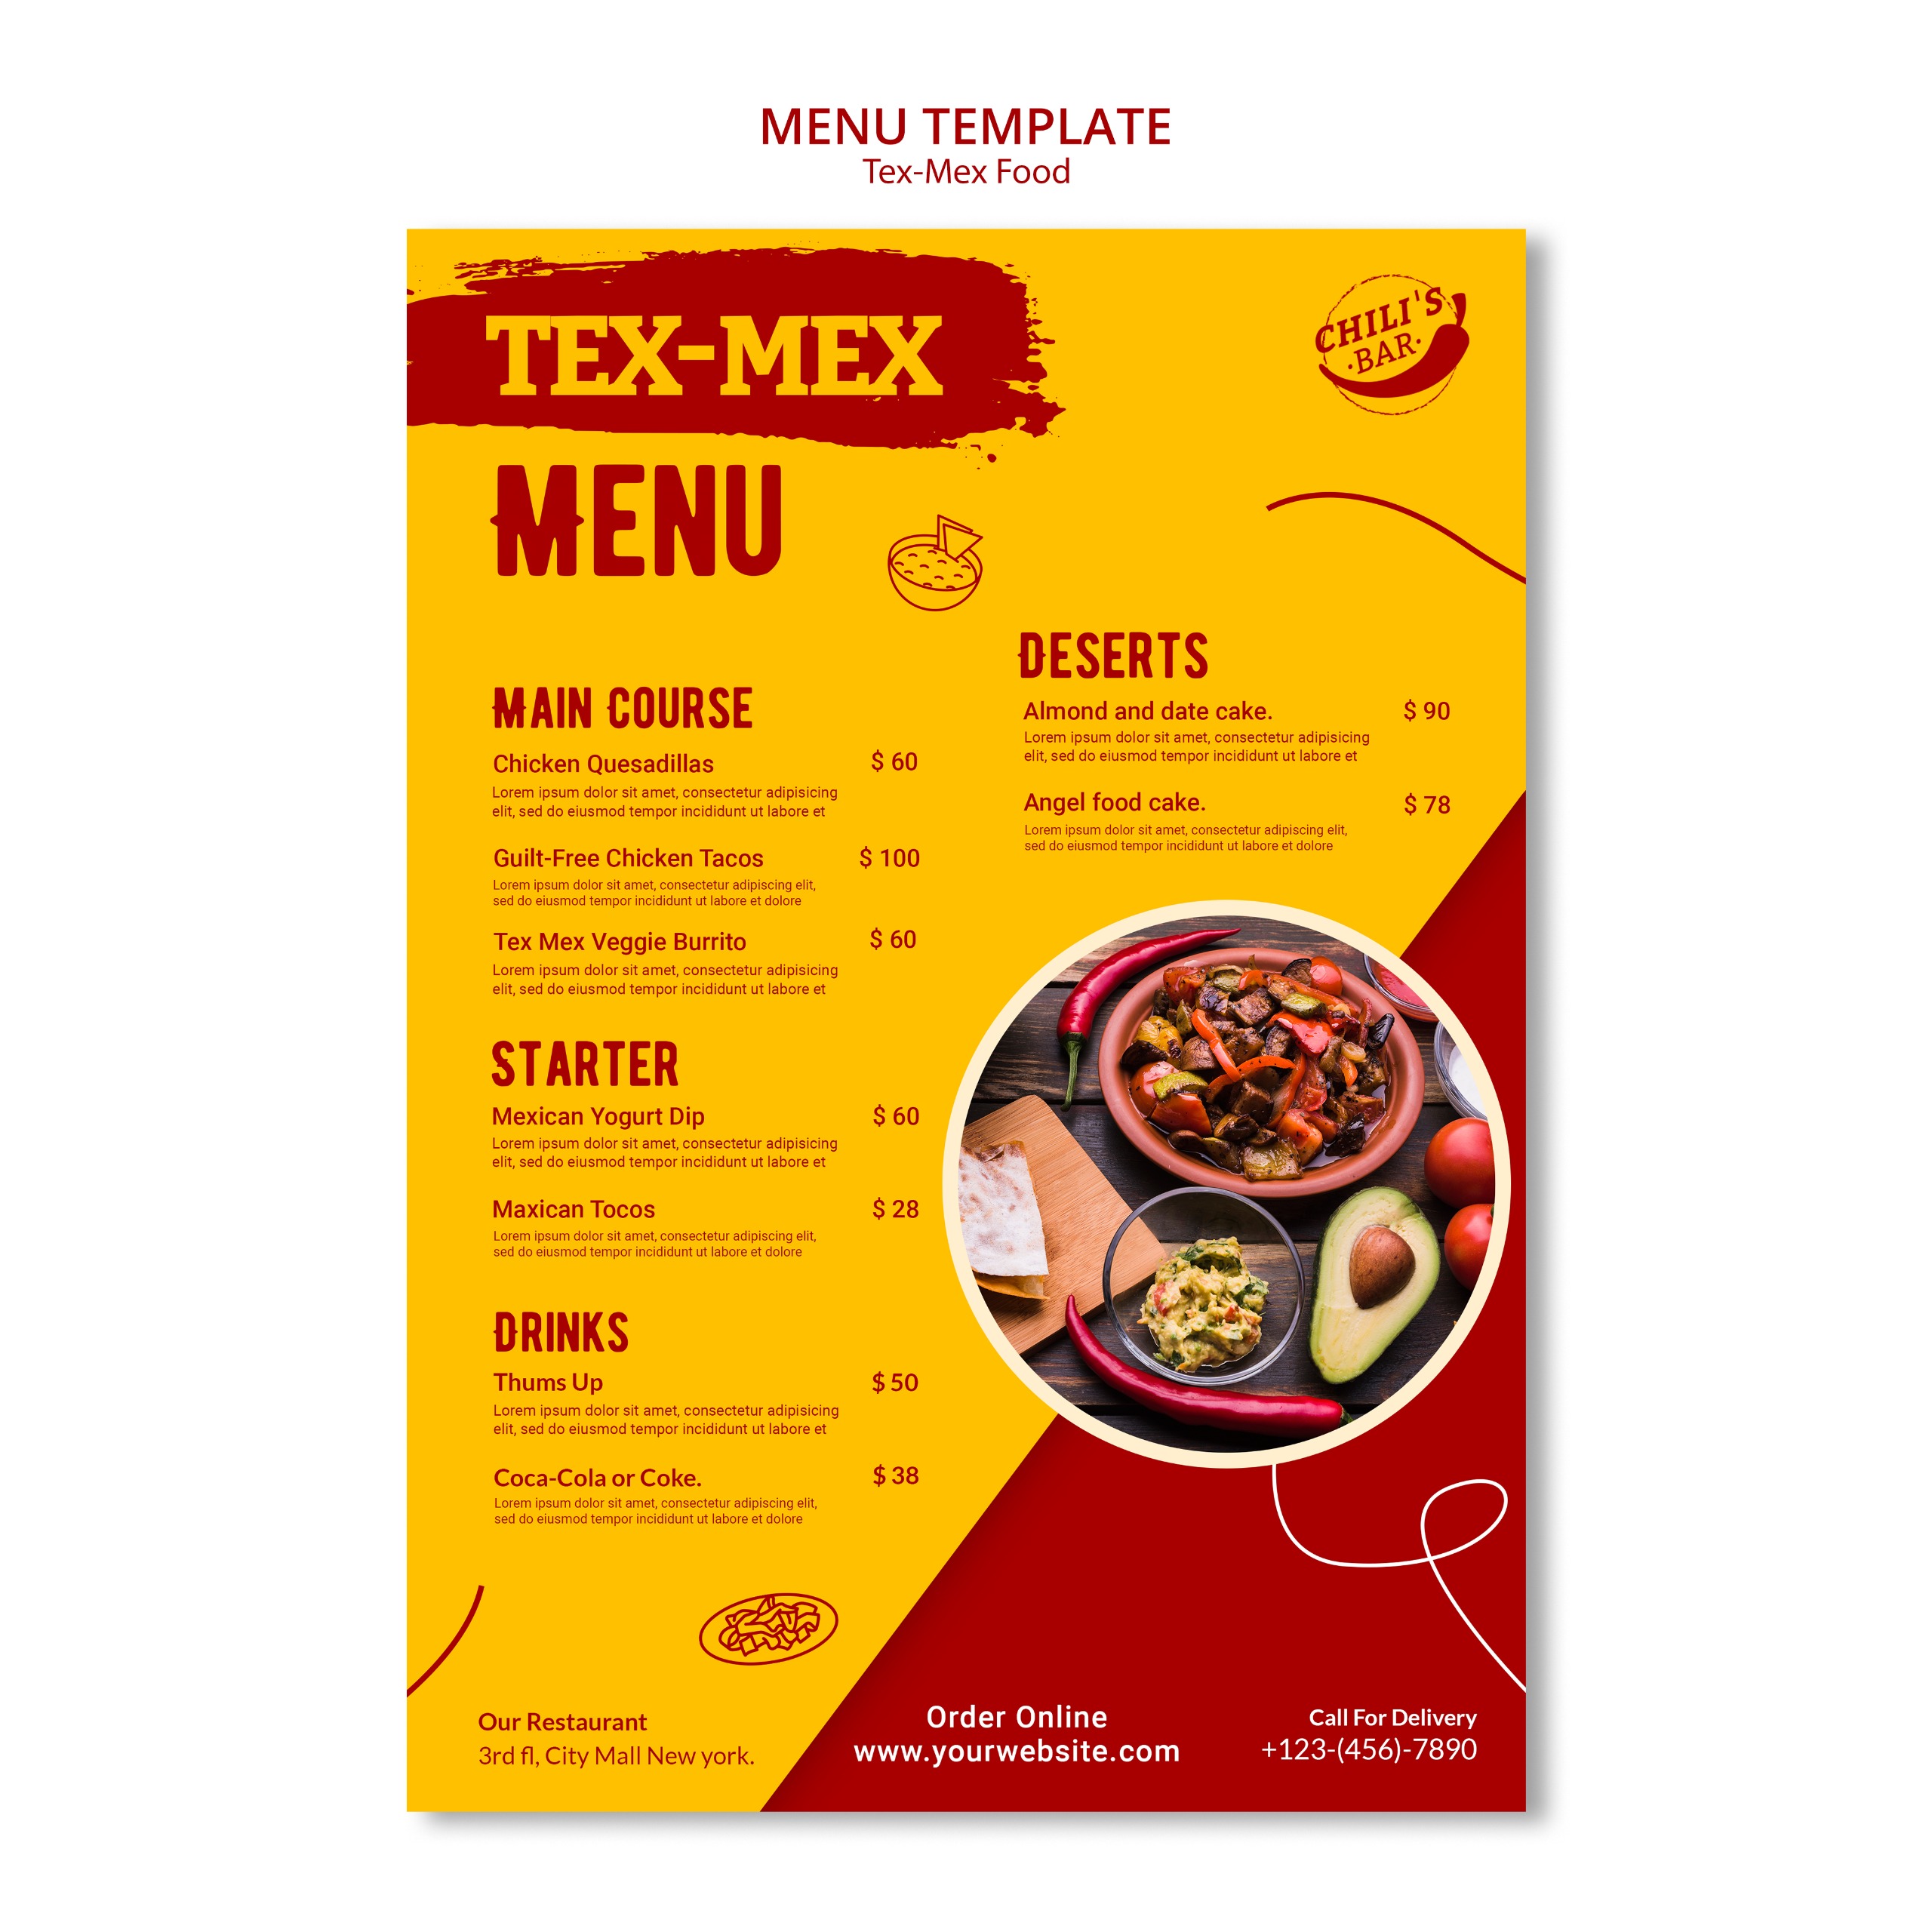 MENU TEMPLATE
Tex-Mex Food
TEX-MEX
CHILI'S
·BAR·
MENU
MAIN COURSE
Chicken Quesadillas $ 60
Lorem ipsum dolor sit amet, consectetur adipisicing
elit, sed do eiusmod tempor incididunt ut labore et
Guilt-Free Chicken Tacos $ 100
Lorem ipsum dolor sit amet, consectetur adipiscing elit,
sed do eiusmod tempor incididunt ut labore et dolore
Tex Mex Veggie Burrito $ 60
Lorem ipsum dolor sit amet, consectetur adipisicing
elit, sed do eiusmod tempor incididunt ut labore et
STARTER
Mexican Yogurt Dip $ 60
Lorem ipsum dolor sit amet, consectetur adipisicing
elit, sed do eiusmod tempor incididunt ut labore et
Maxican Tocos $ 28
Lorem ipsum dolor sit amet, consectetur adipiscing elit,
sed do eiusmod tempor incididunt ut labore et dolore
DRINKS
Thums Up $ 50
Lorem ipsum dolor sit amet, consectetur adipisicing
elit, sed do eiusmod tempor incididunt ut labore et
Coca-Cola or Coke. $ 38
Lorem ipsum dolor sit amet, consectetur adipiscing elit,
sed do eiusmod tempor incididunt ut labore et dolore
DESERTS
Almond and date cake. $ 90
Lorem ipsum dolor sit amet, consectetur adipisicing
elit, sed do eiusmod tempor incididunt ut labore et
Angel food cake. $ 78
Lorem ipsum dolor sit amet, consectetur adipiscing elit,
sed do eiusmod tempor incididunt ut labore et dolore
Our Restaurant
3rd fl, City Mall New york.
Order Online
www.yourwebsite.com
Call For Delivery
+123-(456)-7890